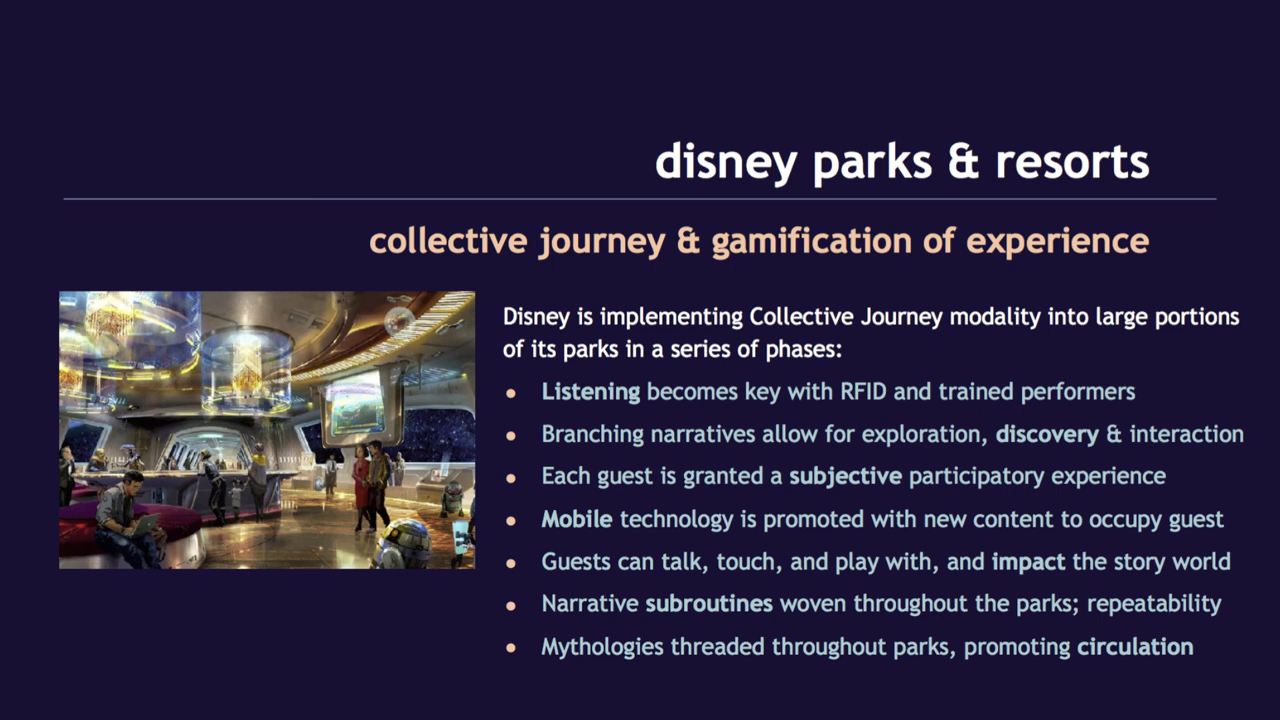 disney parks & resorts
collective journey & gamification of experience
Disney is implementing Collective Journey modality into large portions
of its parks in a series of phases:
• Listening becomes key with RFID and trained performers
• Branching narratives allow for exploration, discovery & interaction
• Each guest is granted a subjective participatory experience
• Mobile technology is promoted with new content to occupy guest
• Guests can talk, touch, and play with, and impact the story world
• Narrative subroutines woven throughout the parks; repeatability
• Mythologies threaded throughout parks, promoting circulation